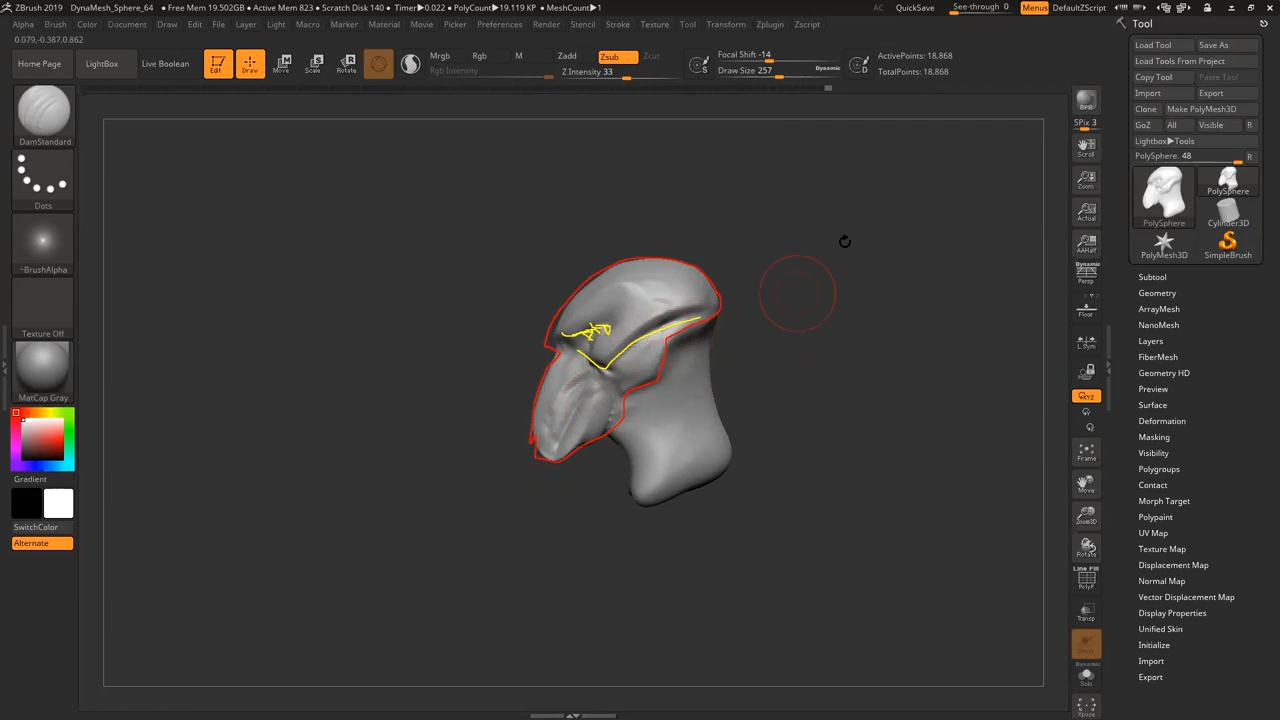 ZBrush 2019 DynaMesh_Sphere_64 • Free Mem 19.502GB • Active Mem 823 • Scratch Disk 140 • Timer▶0.022 • PolyCount▶19.119 KP • MeshCount▶1 AC QuickSave See-through 0 Menus DefaultZScript
Alpha Brush Color Document Draw Edit File Layer Light Macro Marker Material Movie Picker Preferences Render Stencil Stroke Texture Tool Transform Zplugin Zscript
0.079,-0.387,0.862
Home Page LightBox Live Boolean Edit Draw Move Scale Rotate
Mrgb Rgb M Zadd Zsub Zcut
Rgb Intensity Z Intensity 33
Focal Shift -14
Draw Size 257 Dynamic
ActivePoints: 18,868
TotalPoints: 18,868
DamStandard
Dots
~BrushAlpha
Texture Off
MatCap Gray
Gradient
SwitchColor
Alternate
BPR
SPix 3
Scroll
Zoom
Actual
AAHalf
Dynamic
Persp
Floor
L.Sym
XYZ
Frame
Move
Zoom3D
Rotate
Line Fill
PolyF
Transp
Dynamic
Solo
Xpose
Tool
Load Tool Save As
Load Tools From Project
Copy Tool Paste Tool
Import Export
Clone Make PolyMesh3D
GoZ All Visible R
Lightbox▶Tools
PolySphere. 48 R
PolySphere PolySphere
Cylinder3D
PolyMesh3D SimpleBrush
Subtool
Geometry
ArrayMesh
NanoMesh
Layers
FiberMesh
Geometry HD
Preview
Surface
Deformation
Masking
Visibility
Polygroups
Contact
Morph Target
Polypaint
UV Map
Texture Map
Displacement Map
Normal Map
Vector Displacement Map
Display Properties
Unified Skin
Initialize
Import
Export